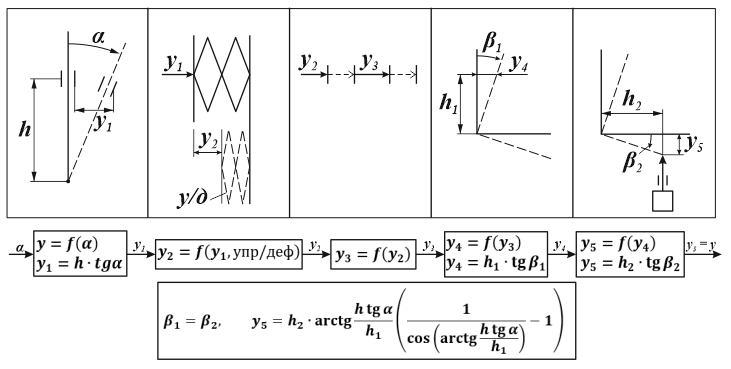 α
h
y₁
y₁
y₂
у/д
y₂ y₃
β₁
y₄
h₁
h₂
β₂
y₅
α
y = f(α)
y₁ = h · tgα
y₁
y₂ = f(y₁, упр/деф)
y₂
y₃ = f(y₂)
y₃
y₄ = f(y₃)
y₄ = h₁ · tg β₁
y₄
y₅ = f(y₄)
y₅ = h₂ · tg β₂
y₅ = y
β₁ = β₂, y₅ = h₂ · arctg (h tg α)/h₁ (1/cos(arctg (h tg α)/h₁) − 1)